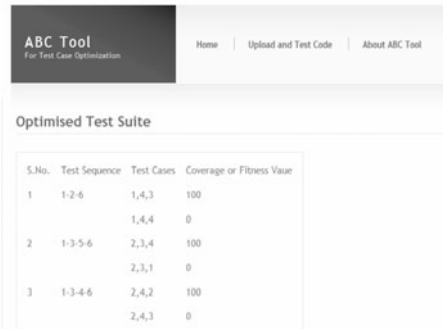 ABC Tool
For Test Case Optimization
Home Upload and Test Code About ABC Tool
Optimised Test Suite
S.No. Test Sequence Test Cases Coverage or Fitness Vaue
1 1-2-6 1,4,3 100
1,4,4 0
2 1-3-5-6 2,3,4 100
2,3,1 0
3 1-3-4-6 2,4,2 100
2,4,3 0